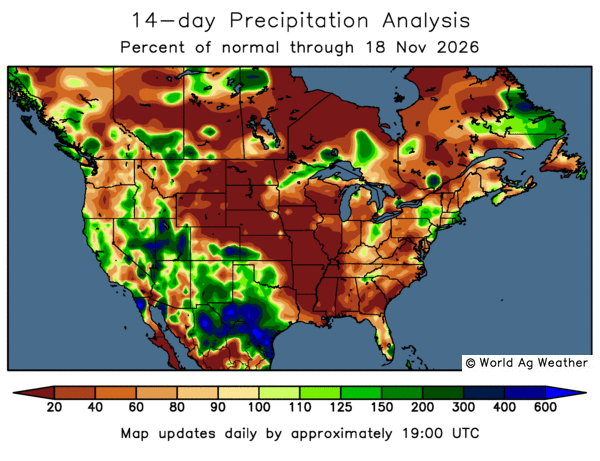 14-day Precipitation Analysis
Percent of normal through 18 Nov 2026
© World Ag Weather
20 40 60 80 90 100 110 125 150 200 300 400 600
Map updates daily by approximately 19:00 UTC